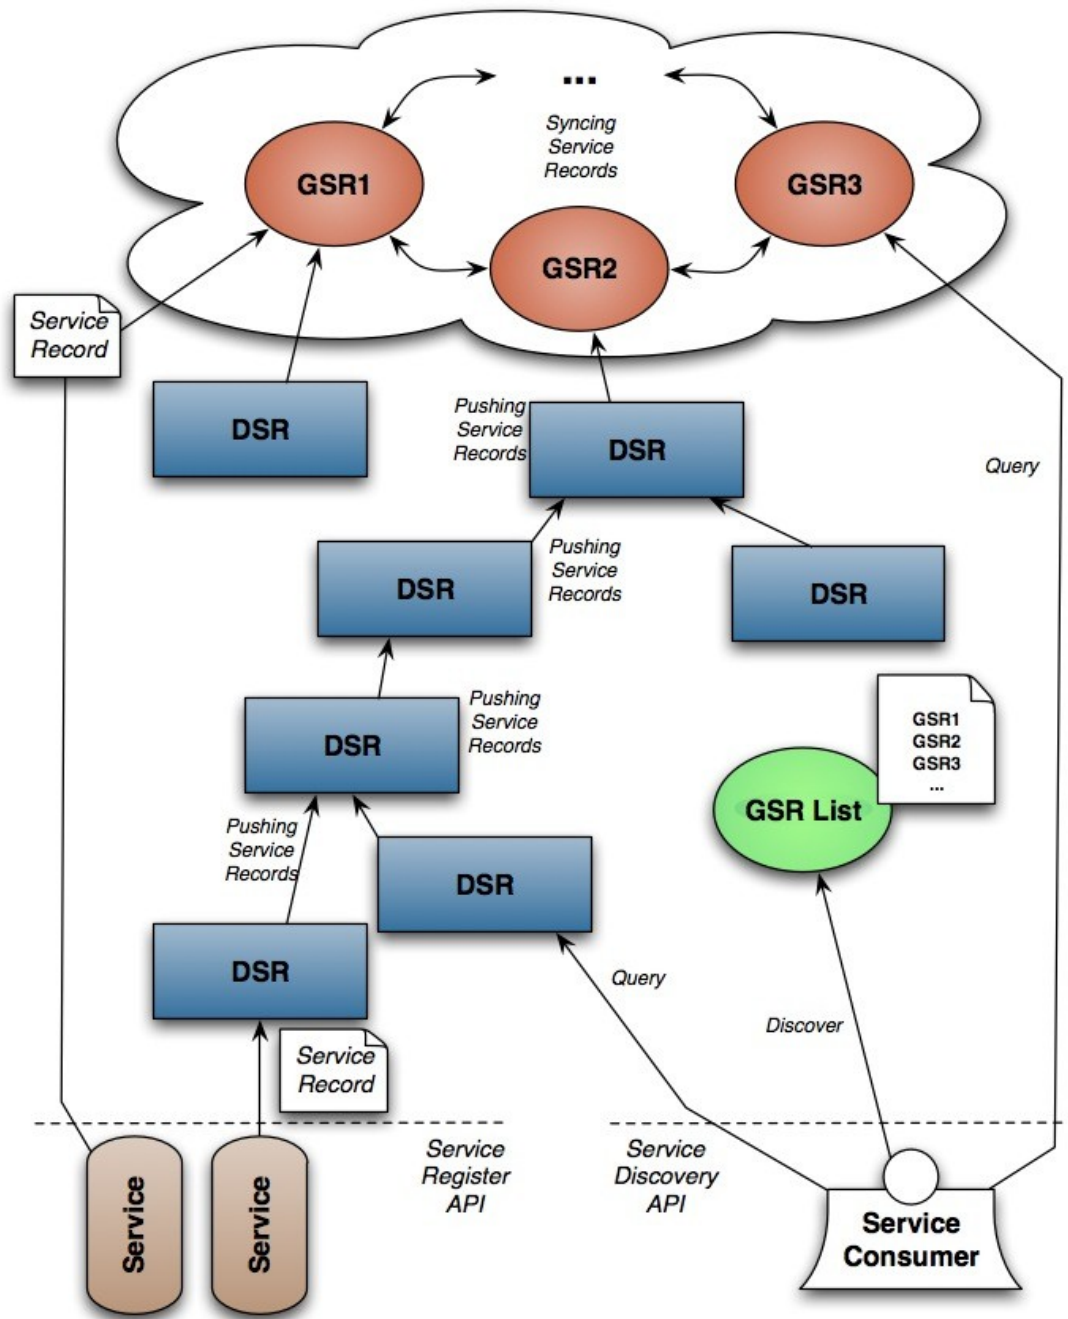 ...
Syncing
Service
Records
GSR1
GSR3
GSR2
Service
Record
DSR
Pushing
Service
Records
DSR
Query
DSR
Pushing
Service
Records
DSR
DSR
Pushing
Service
Records
GSR1
GSR2
GSR3
...
GSR List
Pushing
Service
Records
DSR
DSR
Query
Discover
Service
Record
Service
Register
API
Service
Discovery
API
Service
Service
Service
Consumer